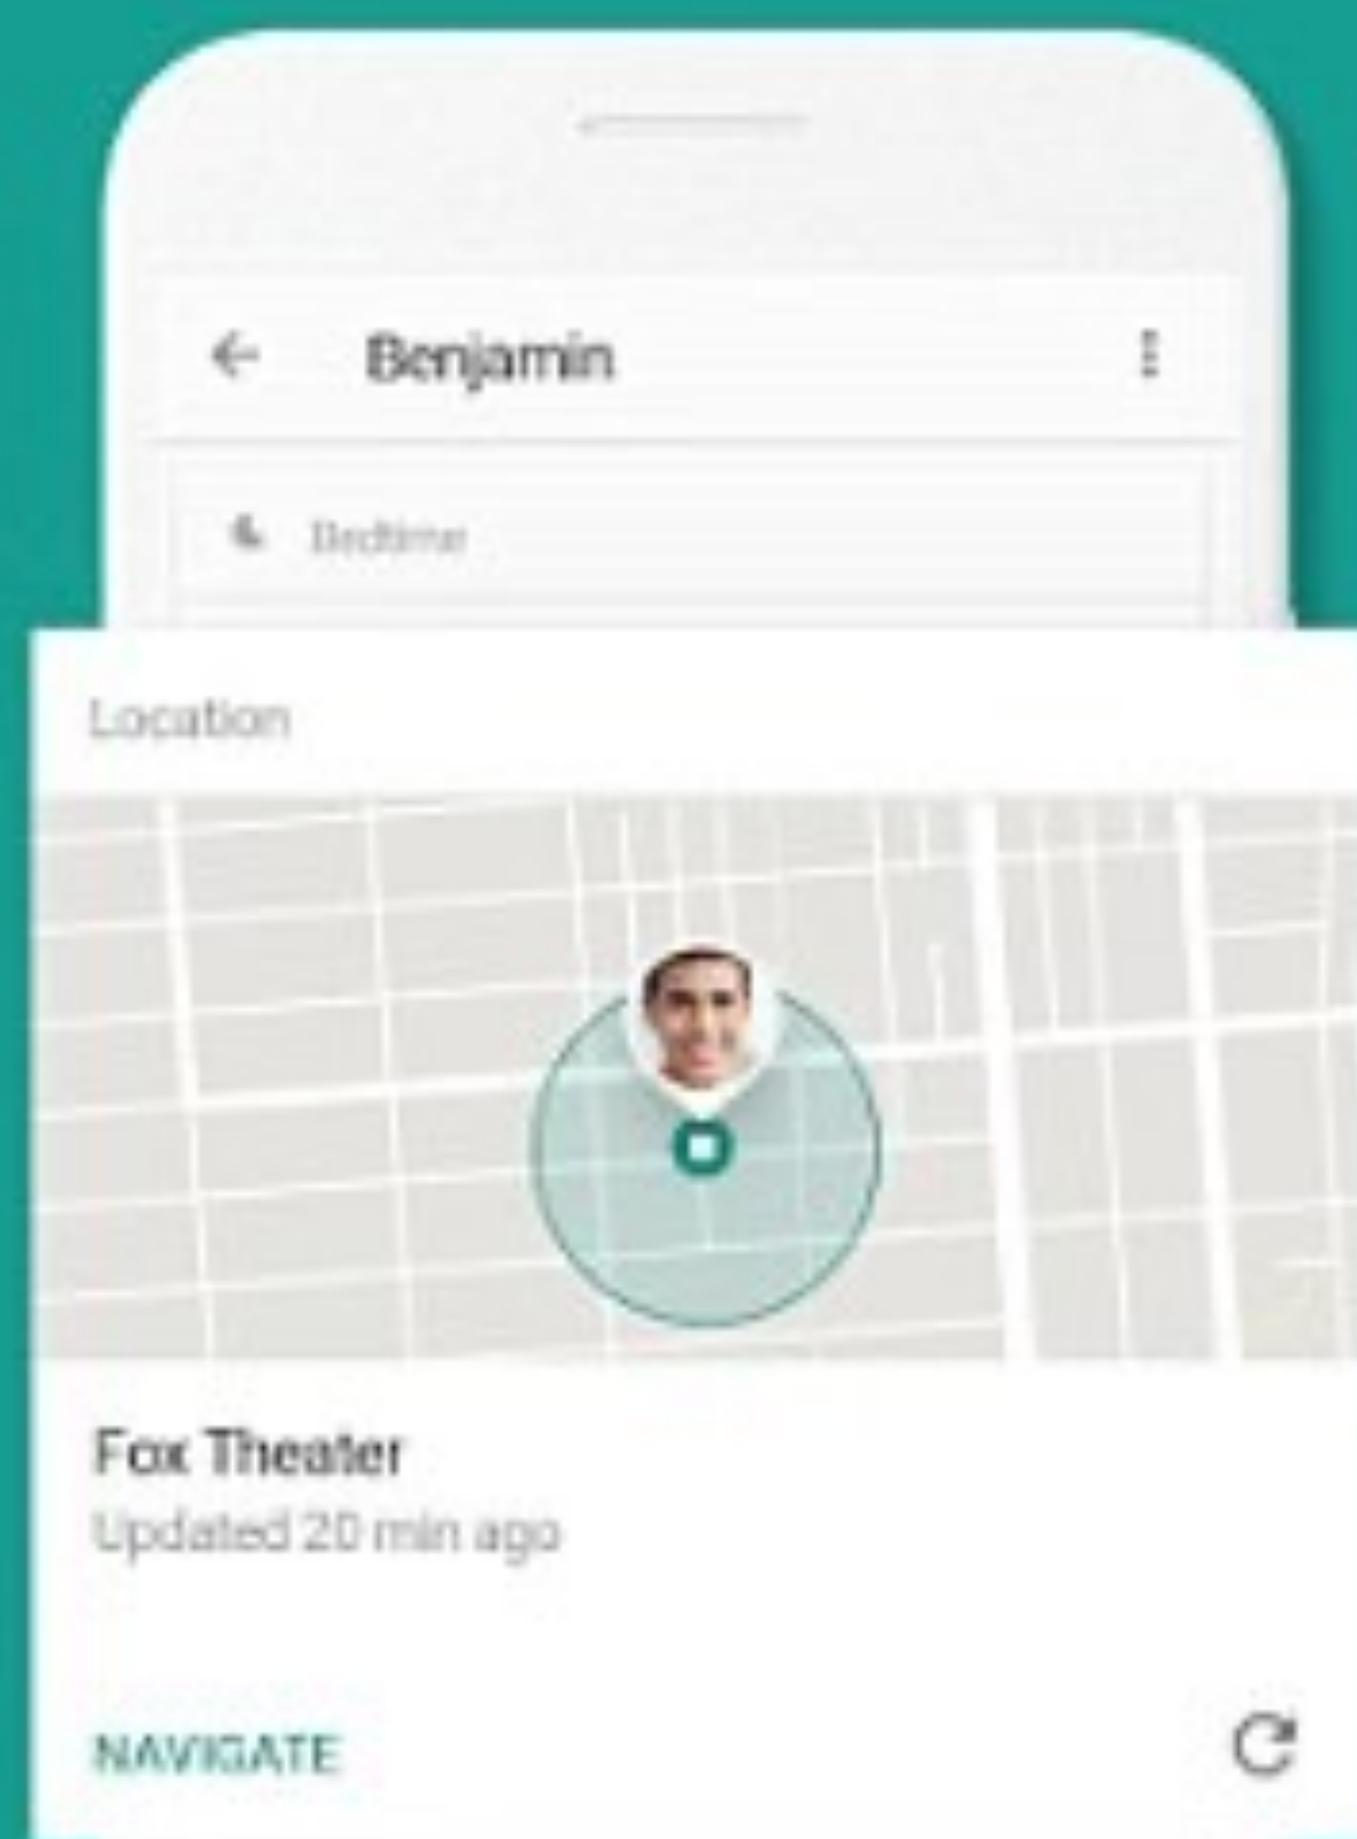 Benjamin
Bedtime
Location
Fox Theater
Updated 20 min ago
NAVIGATE